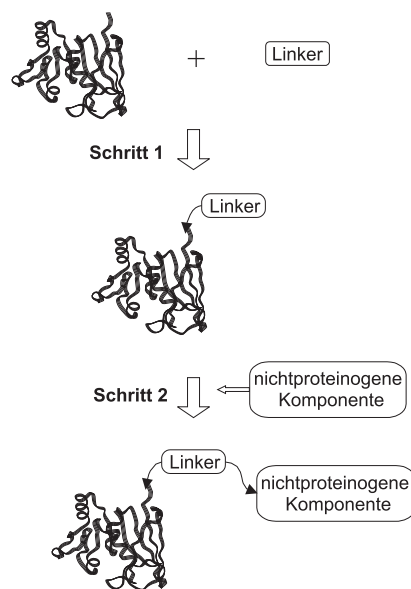 + Linker
Schritt 1
Linker
nichtproteinogene
Komponente
Schritt 2
Linker
nichtproteinogene
Komponente